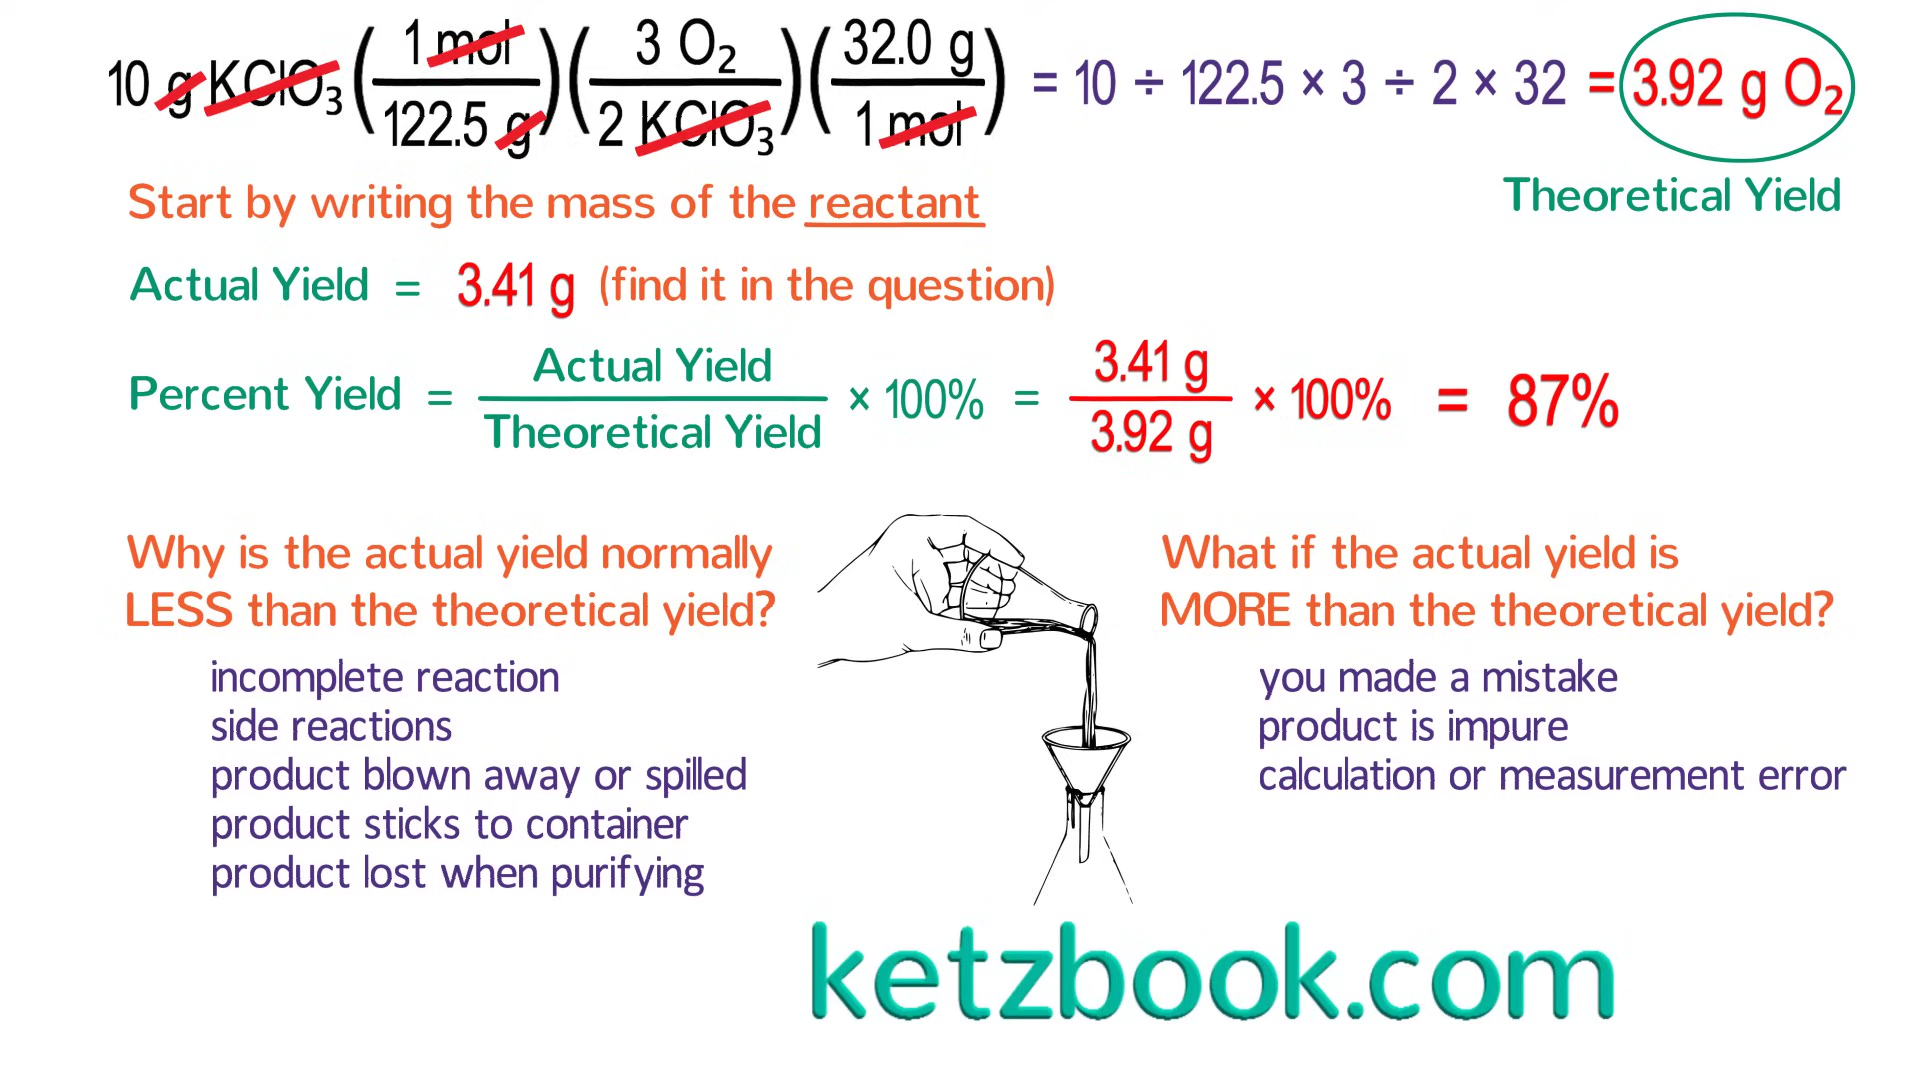 10 g KClO₃ (1 mol / 122.5 g)(3 O₂ / 2 KClO₃)(32.0 g / 1 mol) = 10 ÷ 122.5 × 3 ÷ 2 × 32 = 3.92 g O₂
Start by writing the mass of the reactant
Theoretical Yield
Actual Yield = 3.41 g (find it in the question)
Percent Yield = Actual Yield / Theoretical Yield × 100% = 3.41 g / 3.92 g × 100% = 87%
Why is the actual yield normally
LESS than the theoretical yield?
incomplete reaction
side reactions
product blown away or spilled
product sticks to container
product lost when purifying
What if the actual yield is
MORE than the theoretical yield?
you made a mistake
product is impure
calculation or measurement error
ketzbook.com